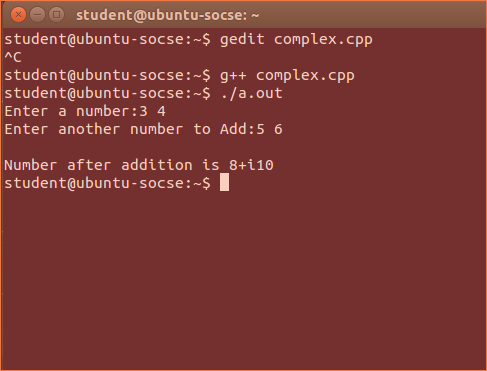 student@ubuntu-socse: ~
student@ubuntu-socse:~$ gedit complex.cpp
^C
student@ubuntu-socse:~$ g++ complex.cpp
student@ubuntu-socse:~$ ./a.out
Enter a number:3 4
Enter another number to Add:5 6
Number after addition is 8+i10
student@ubuntu-socse:~$